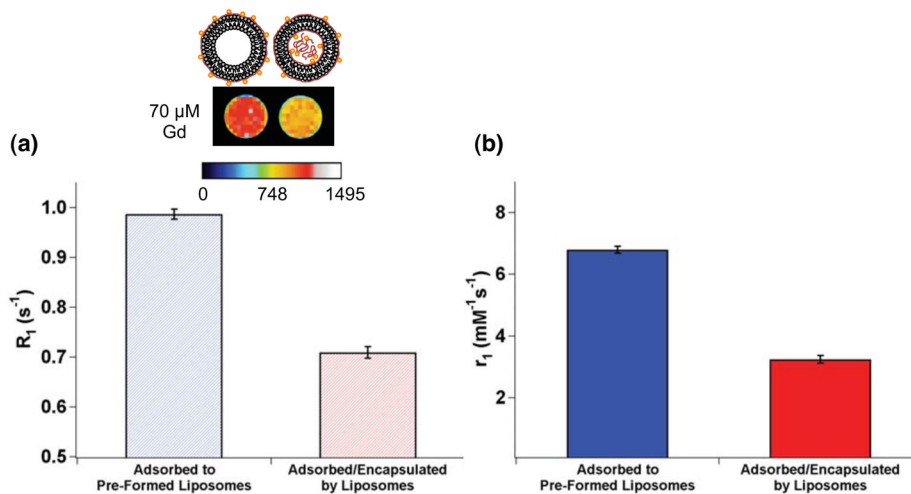 70 µM
Gd
0 748 1495
(a)
R1 (s-1)
1.0
0.9
0.8
0.7
0.6
0.5
Adsorbed to
Pre-Formed Liposomes
Adsorbed/Encapsulated
by Liposomes
(b)
r1 (mM-1s-1)
8
6
4
2
Adsorbed to
Pre-Formed Liposomes
Adsorbed/Encapsulated
by Liposomes